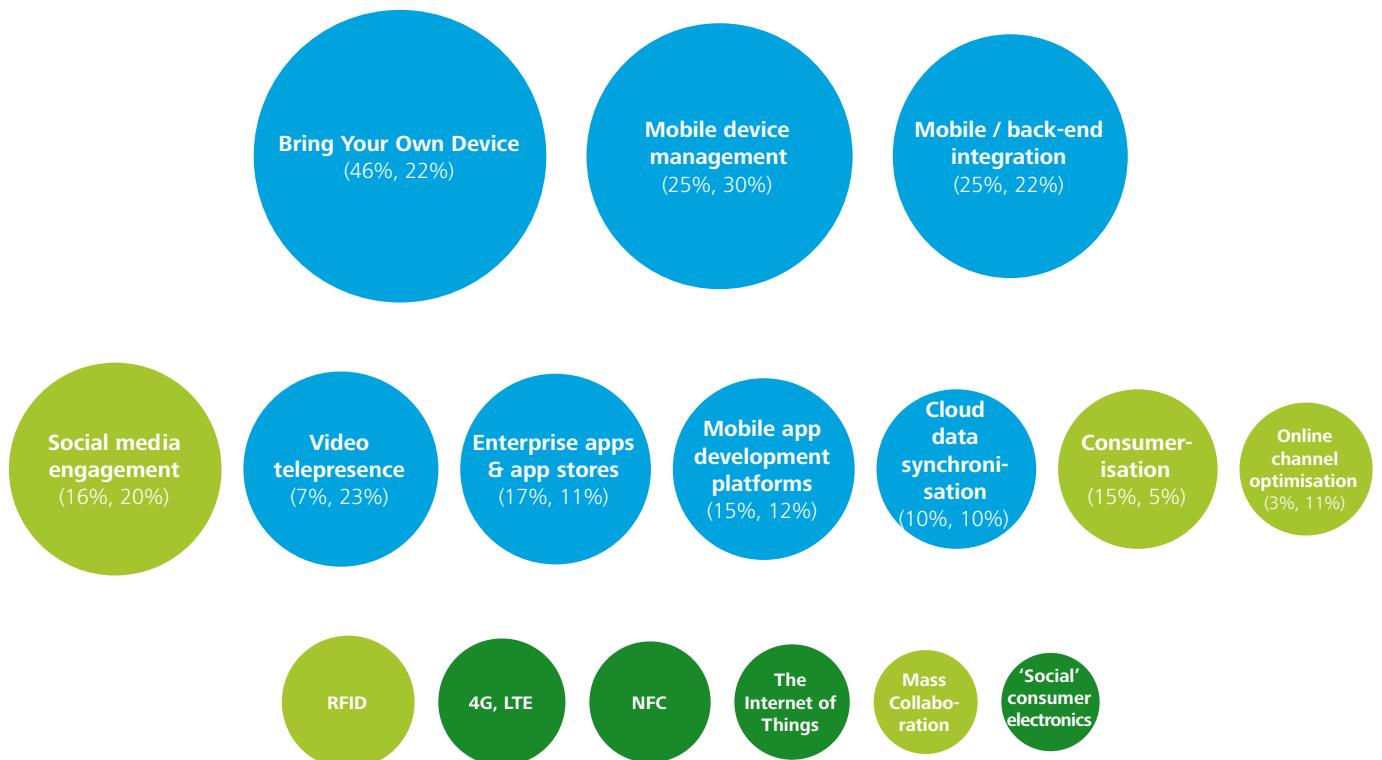 Bring Your Own Device
(46%, 22%)
Mobile device
management
(25%, 30%)
Mobile / back-end
integration
(25%, 22%)
Social media
engagement
(16%, 20%)
Video
telepresence
(7%, 23%)
Enterprise apps
& app stores
(17%, 11%)
Mobile app
development
platforms
(15%, 12%)
Cloud
data
synchroni-
sation
(10%, 10%)
Consumer-
isation
(15%, 5%)
Online
channel
optimisation
(3%, 11%)
RFID
4G, LTE
NFC
The
Internet of
Things
Mass
Collabo-
ration
'Social'
consumer
electronics